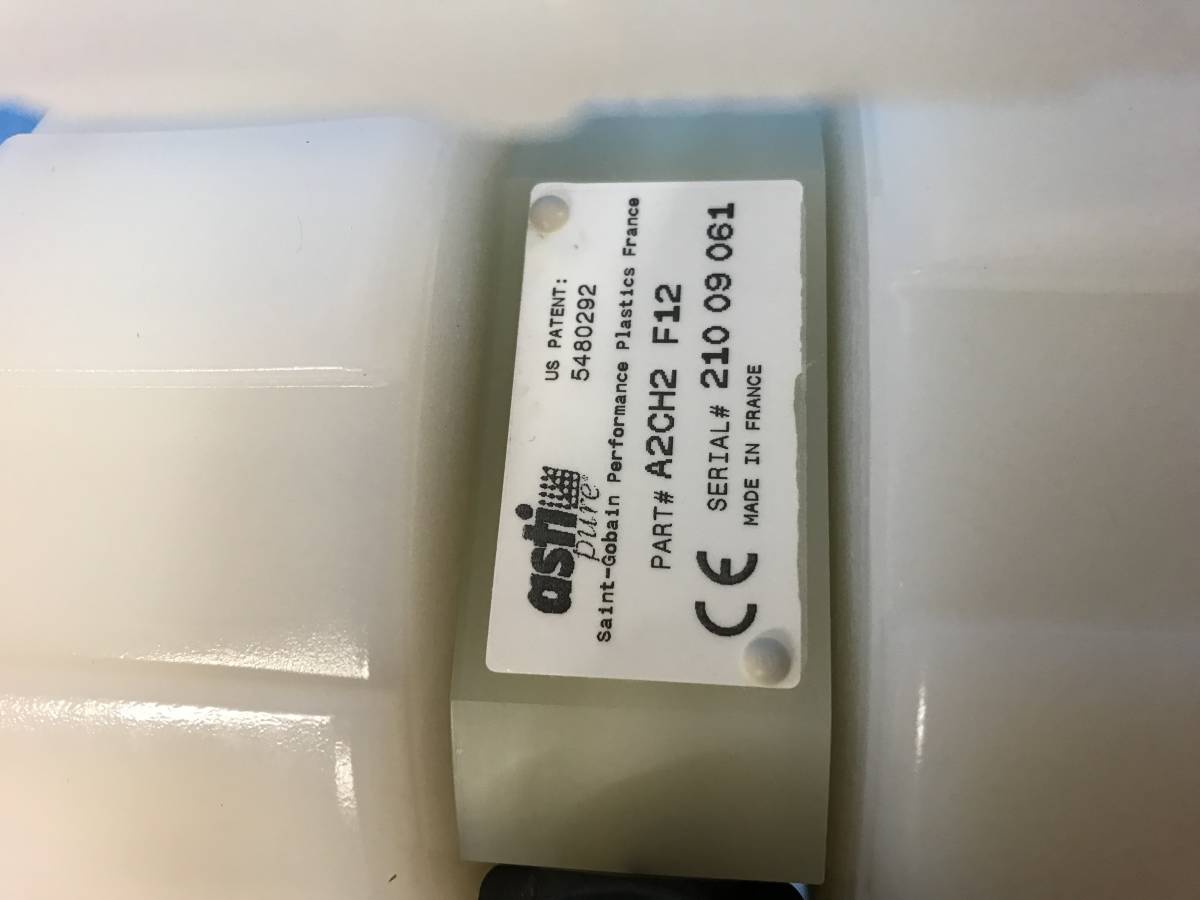 asti
pure®
US PATENT:
5480292
Saint-Gobain Performance Plastics France
PART# A2CH2 F12
CE SERIAL# 210 09 061
MADE IN FRANCE